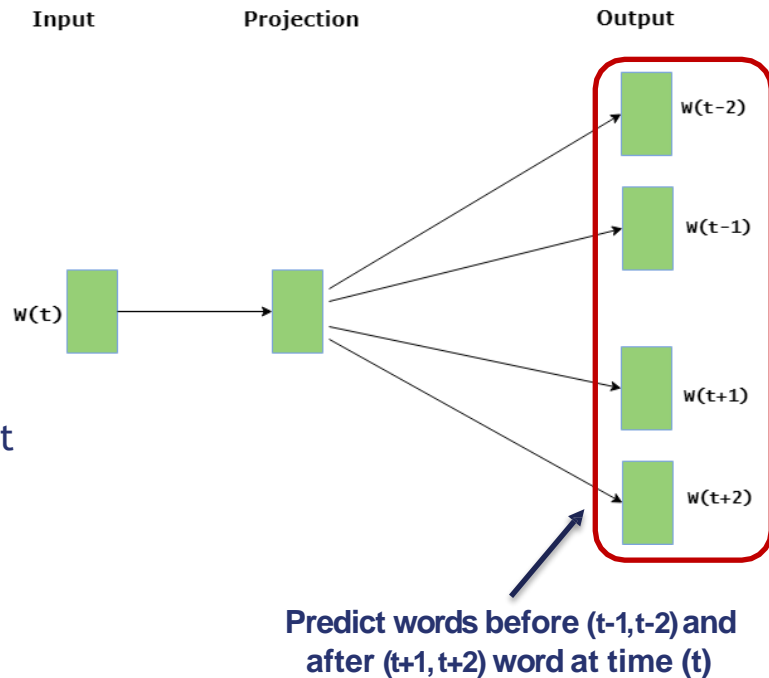 Input Projection Output
W(t-2)
W(t-1)
W(t)
W(t+1)
t
W(t+2)
Predict words before (t-1,t-2) and
after (t+1,t+2) word at time (t)